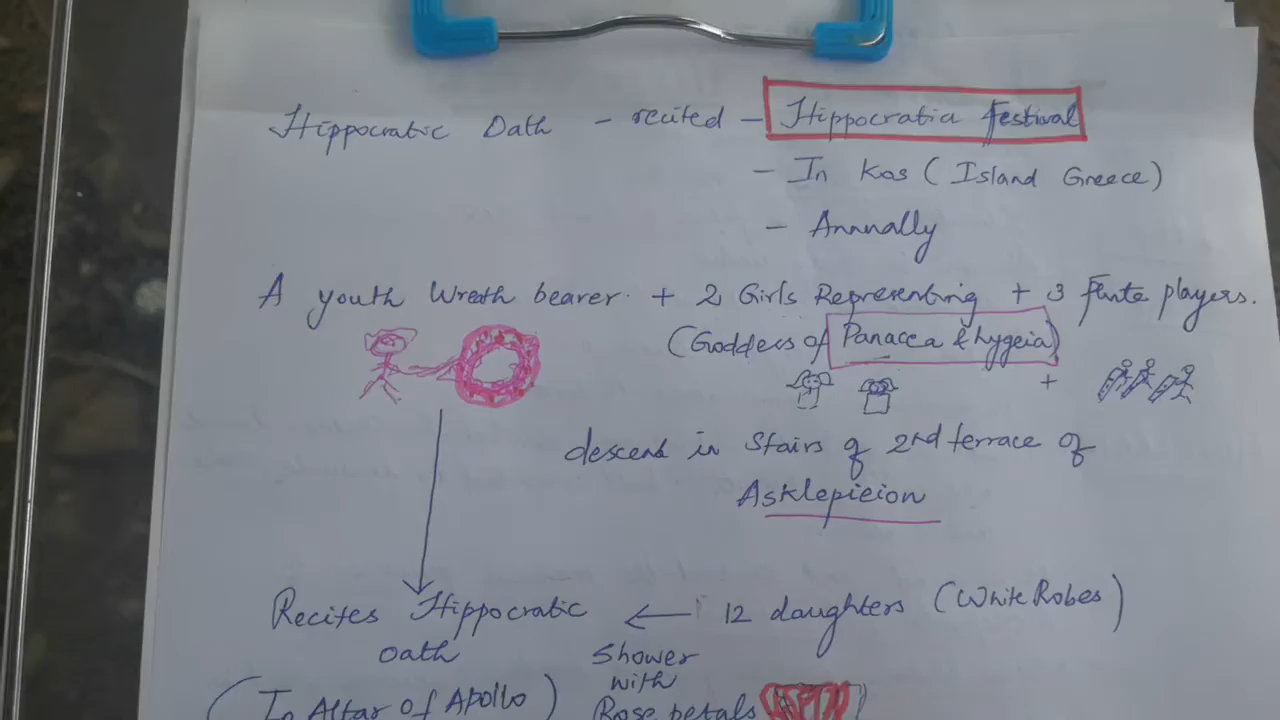 Hippocratic Oath - recited - Hippocratia Festival
- In Kos (Island Greece)
- Annually
A youth Wreath bearer. + 2 Girls Representing + 3 flute players.
(Goddess of Panacea & hygeia)
+
descend in Stairs of 2nd terrace of
Asklepieion
Recites Hippocratic ← 12 daughters (White Robes)
Oath
Shower
with
Rose petals
(In Altar of Apollo)